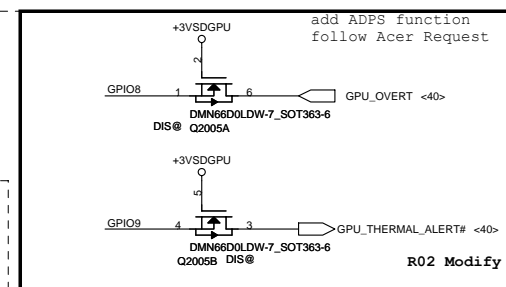 add ADPS function
follow Acer Request
+3VSDGPU
2
GPIO8 1 6 GPU_OVERT <40>
DMN66D0LDW-7_SOT363-6
DIS@ Q2005A
+3VSDGPU
5
GPIO9 4 3 GPU_THERMAL_ALERT# <40>
DMN66D0LDW-7_SOT363-6
Q2005B DIS@
R02 Modify